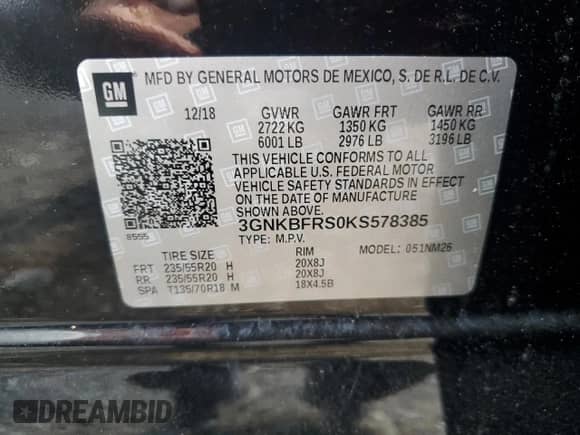 GM MFD BY GENERAL MOTORS DE MEXICO, S. DE R.L. DE C.V.
12/18 GVWR GAWR FRT GAWR RR
2722 KG 1350 KG 1450 KG
6001 LB 2976 LB 3196 LB
THIS VEHICLE CONFORMS TO ALL
APPLICABLE U.S. FEDERAL MOTOR
VEHICLE SAFETY STANDARDS IN EFFECT
ON THE DATE OF MANUFACTURE
SHOWN ABOVE.
8555 3GNKBFRS0KS578385
TYPE: M.P.V. MODEL: 051NM26
TIRE SIZE RIM
FRT 235/55R20 H 20X8J
RR 235/55R20 H 20X8J
SPA T135/70R18 M 18X4.5B
DREAMBID